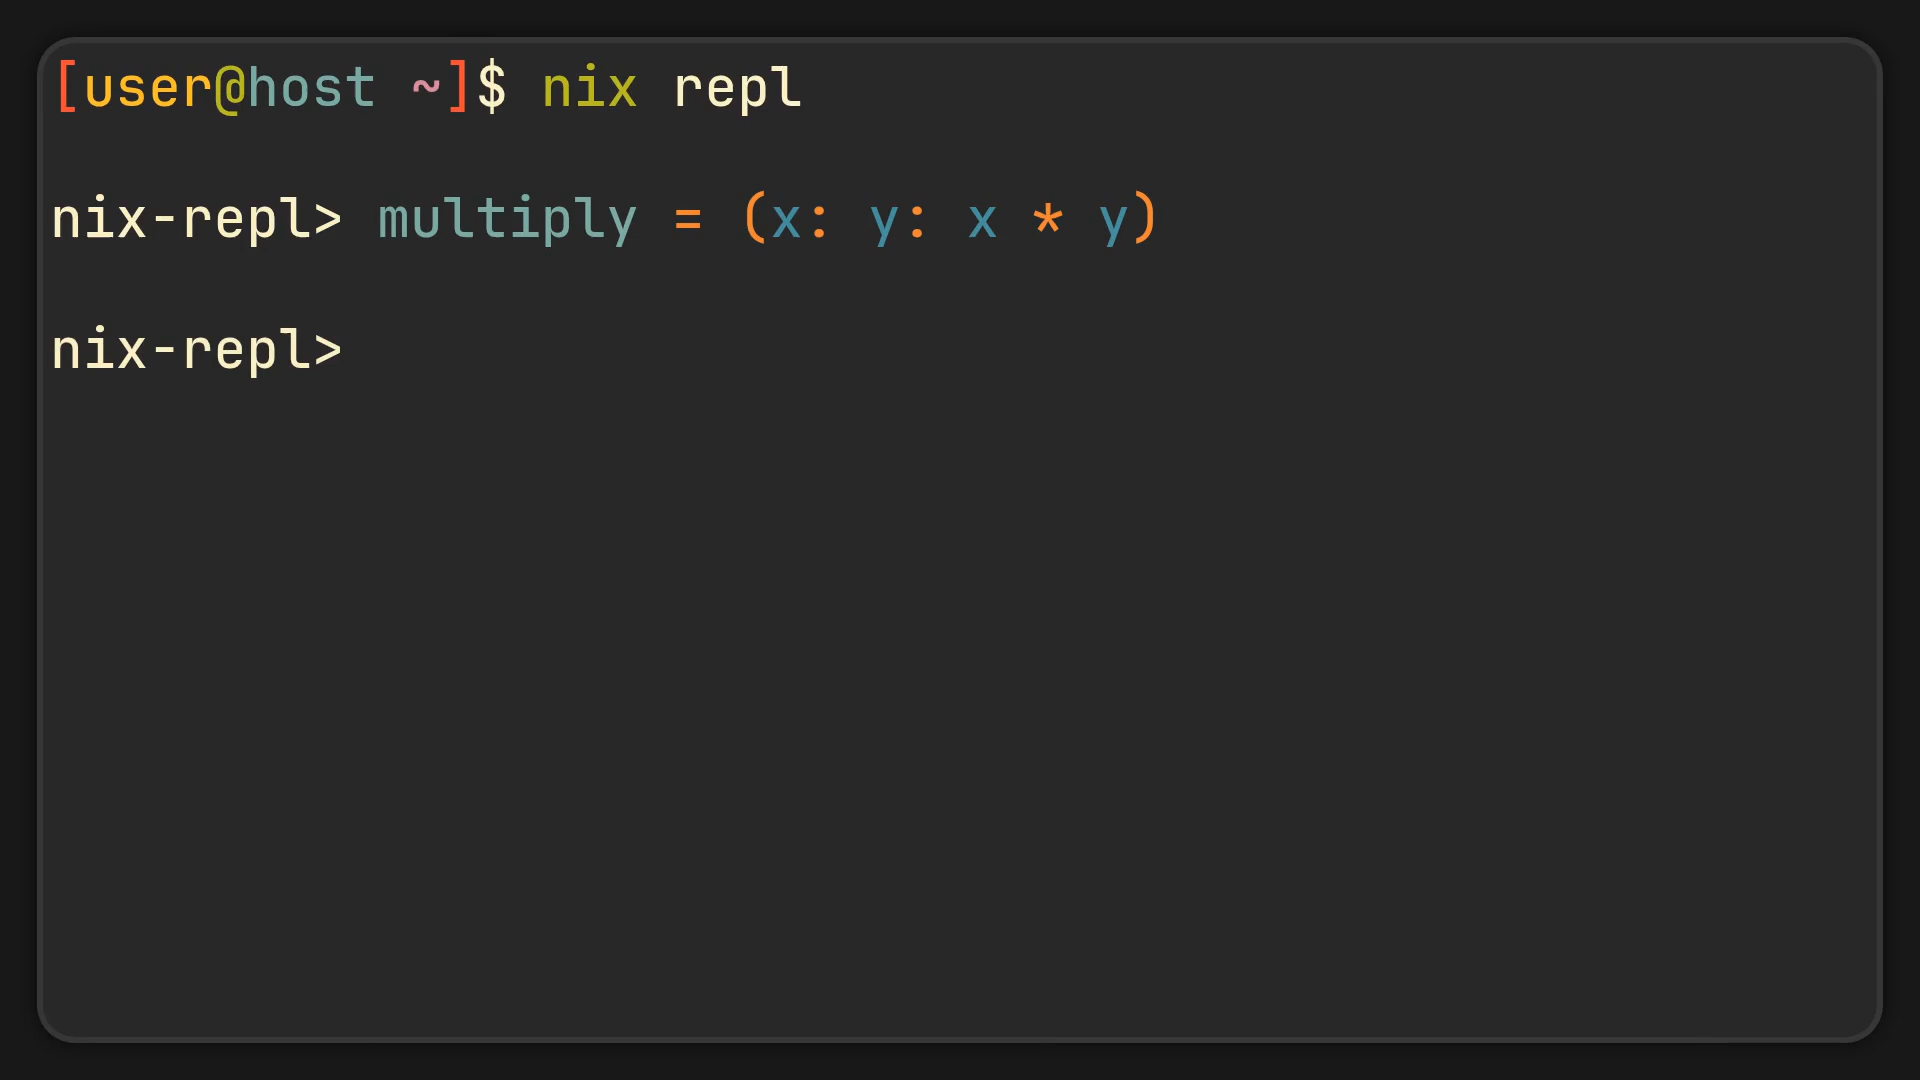 [user@host ~]$ nix repl
nix-repl> multiply = (x: y: x * y)
nix-repl>